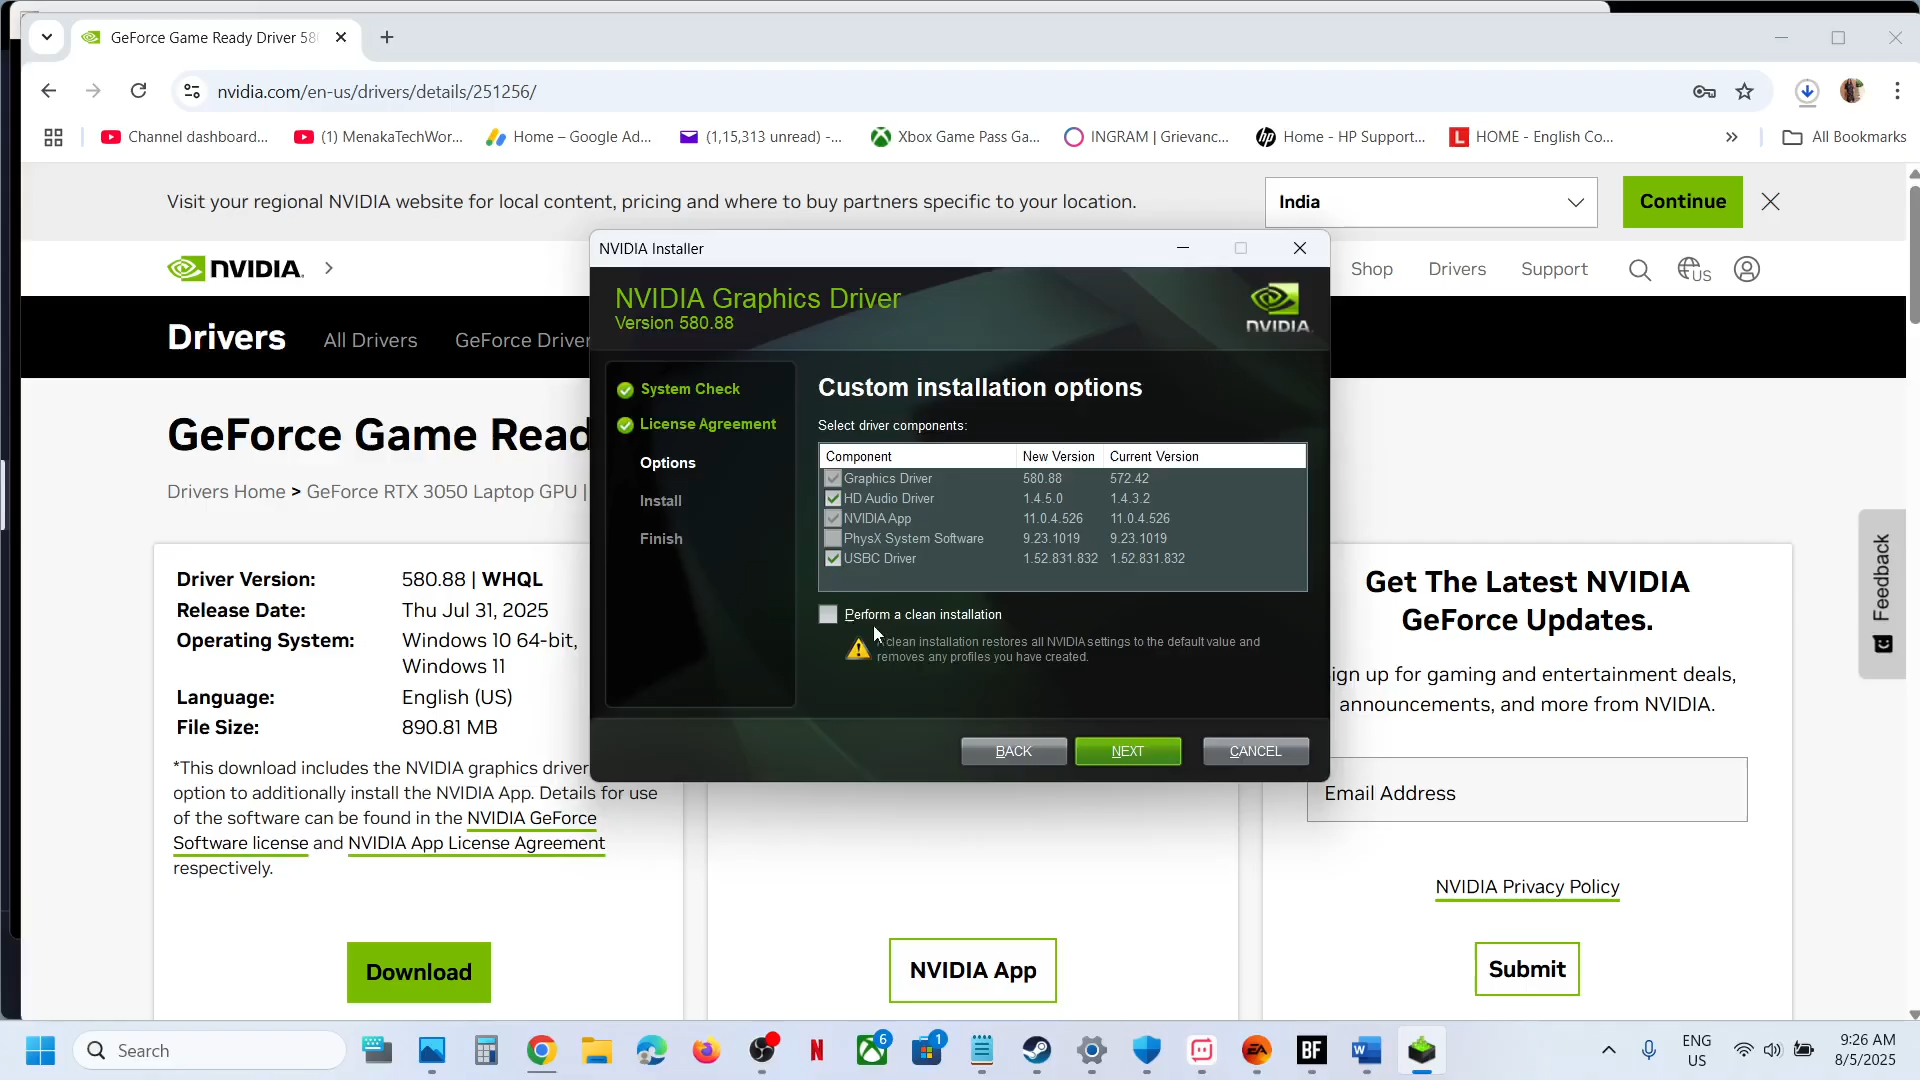 GeForce Game Ready Driver 58
nvidia.com/en-us/drivers/details/251256/
Channel dashboard...
(1) MenakaTechWor...
Home – Google Ad...
(1,15,313 unread) -...
Xbox Game Pass Ga...
INGRAM | Grievanc...
Home - HP Support...
HOME - English Co...
»
All Bookmarks
Visit your regional NVIDIA website for local content, pricing and where to buy partners specific to your location.
India
Continue
NVIDIA.
Shop
Drivers
Support
US
Drivers
All Drivers
GeForce Driver
GeForce Game Read
Drivers Home > GeForce RTX 3050 Laptop GPU |
Driver Version: 580.88 | WHQL
Release Date: Thu Jul 31, 2025
Operating System: Windows 10 64-bit,
Windows 11
Language: English (US)
File Size: 890.81 MB
*This download includes the NVIDIA graphics driver
option to additionally install the NVIDIA App. Details for use
of the software can be found in the NVIDIA GeForce
Software license and NVIDIA App License Agreement
respectively.
Download
NVIDIA Installer
NVIDIA Graphics Driver
Version 580.88
NVIDIA.
System Check
License Agreement
Options
Install
Finish
Custom installation options
Select driver components:
Component New Version Current Version
Graphics Driver 580.88 572.42
HD Audio Driver 1.4.5.0 1.4.3.2
NVIDIA App 11.0.4.526 11.0.4.526
PhysX System Software 9.23.1019 9.23.1019
USBC Driver 1.52.831.832 1.52.831.832
Perform a clean installation
clean installation restores all NVIDIA settings to the default value and
removes any profiles you have created.
BACK
NEXT
CANCEL
NVIDIA App
Get The Latest NVIDIA
GeForce Updates.
ign up for gaming and entertainment deals,
announcements, and more from NVIDIA.
Email Address
NVIDIA Privacy Policy
Submit
Feedback
Search
6
1
EA
BF
ENG
US
9:26 AM
8/5/2025